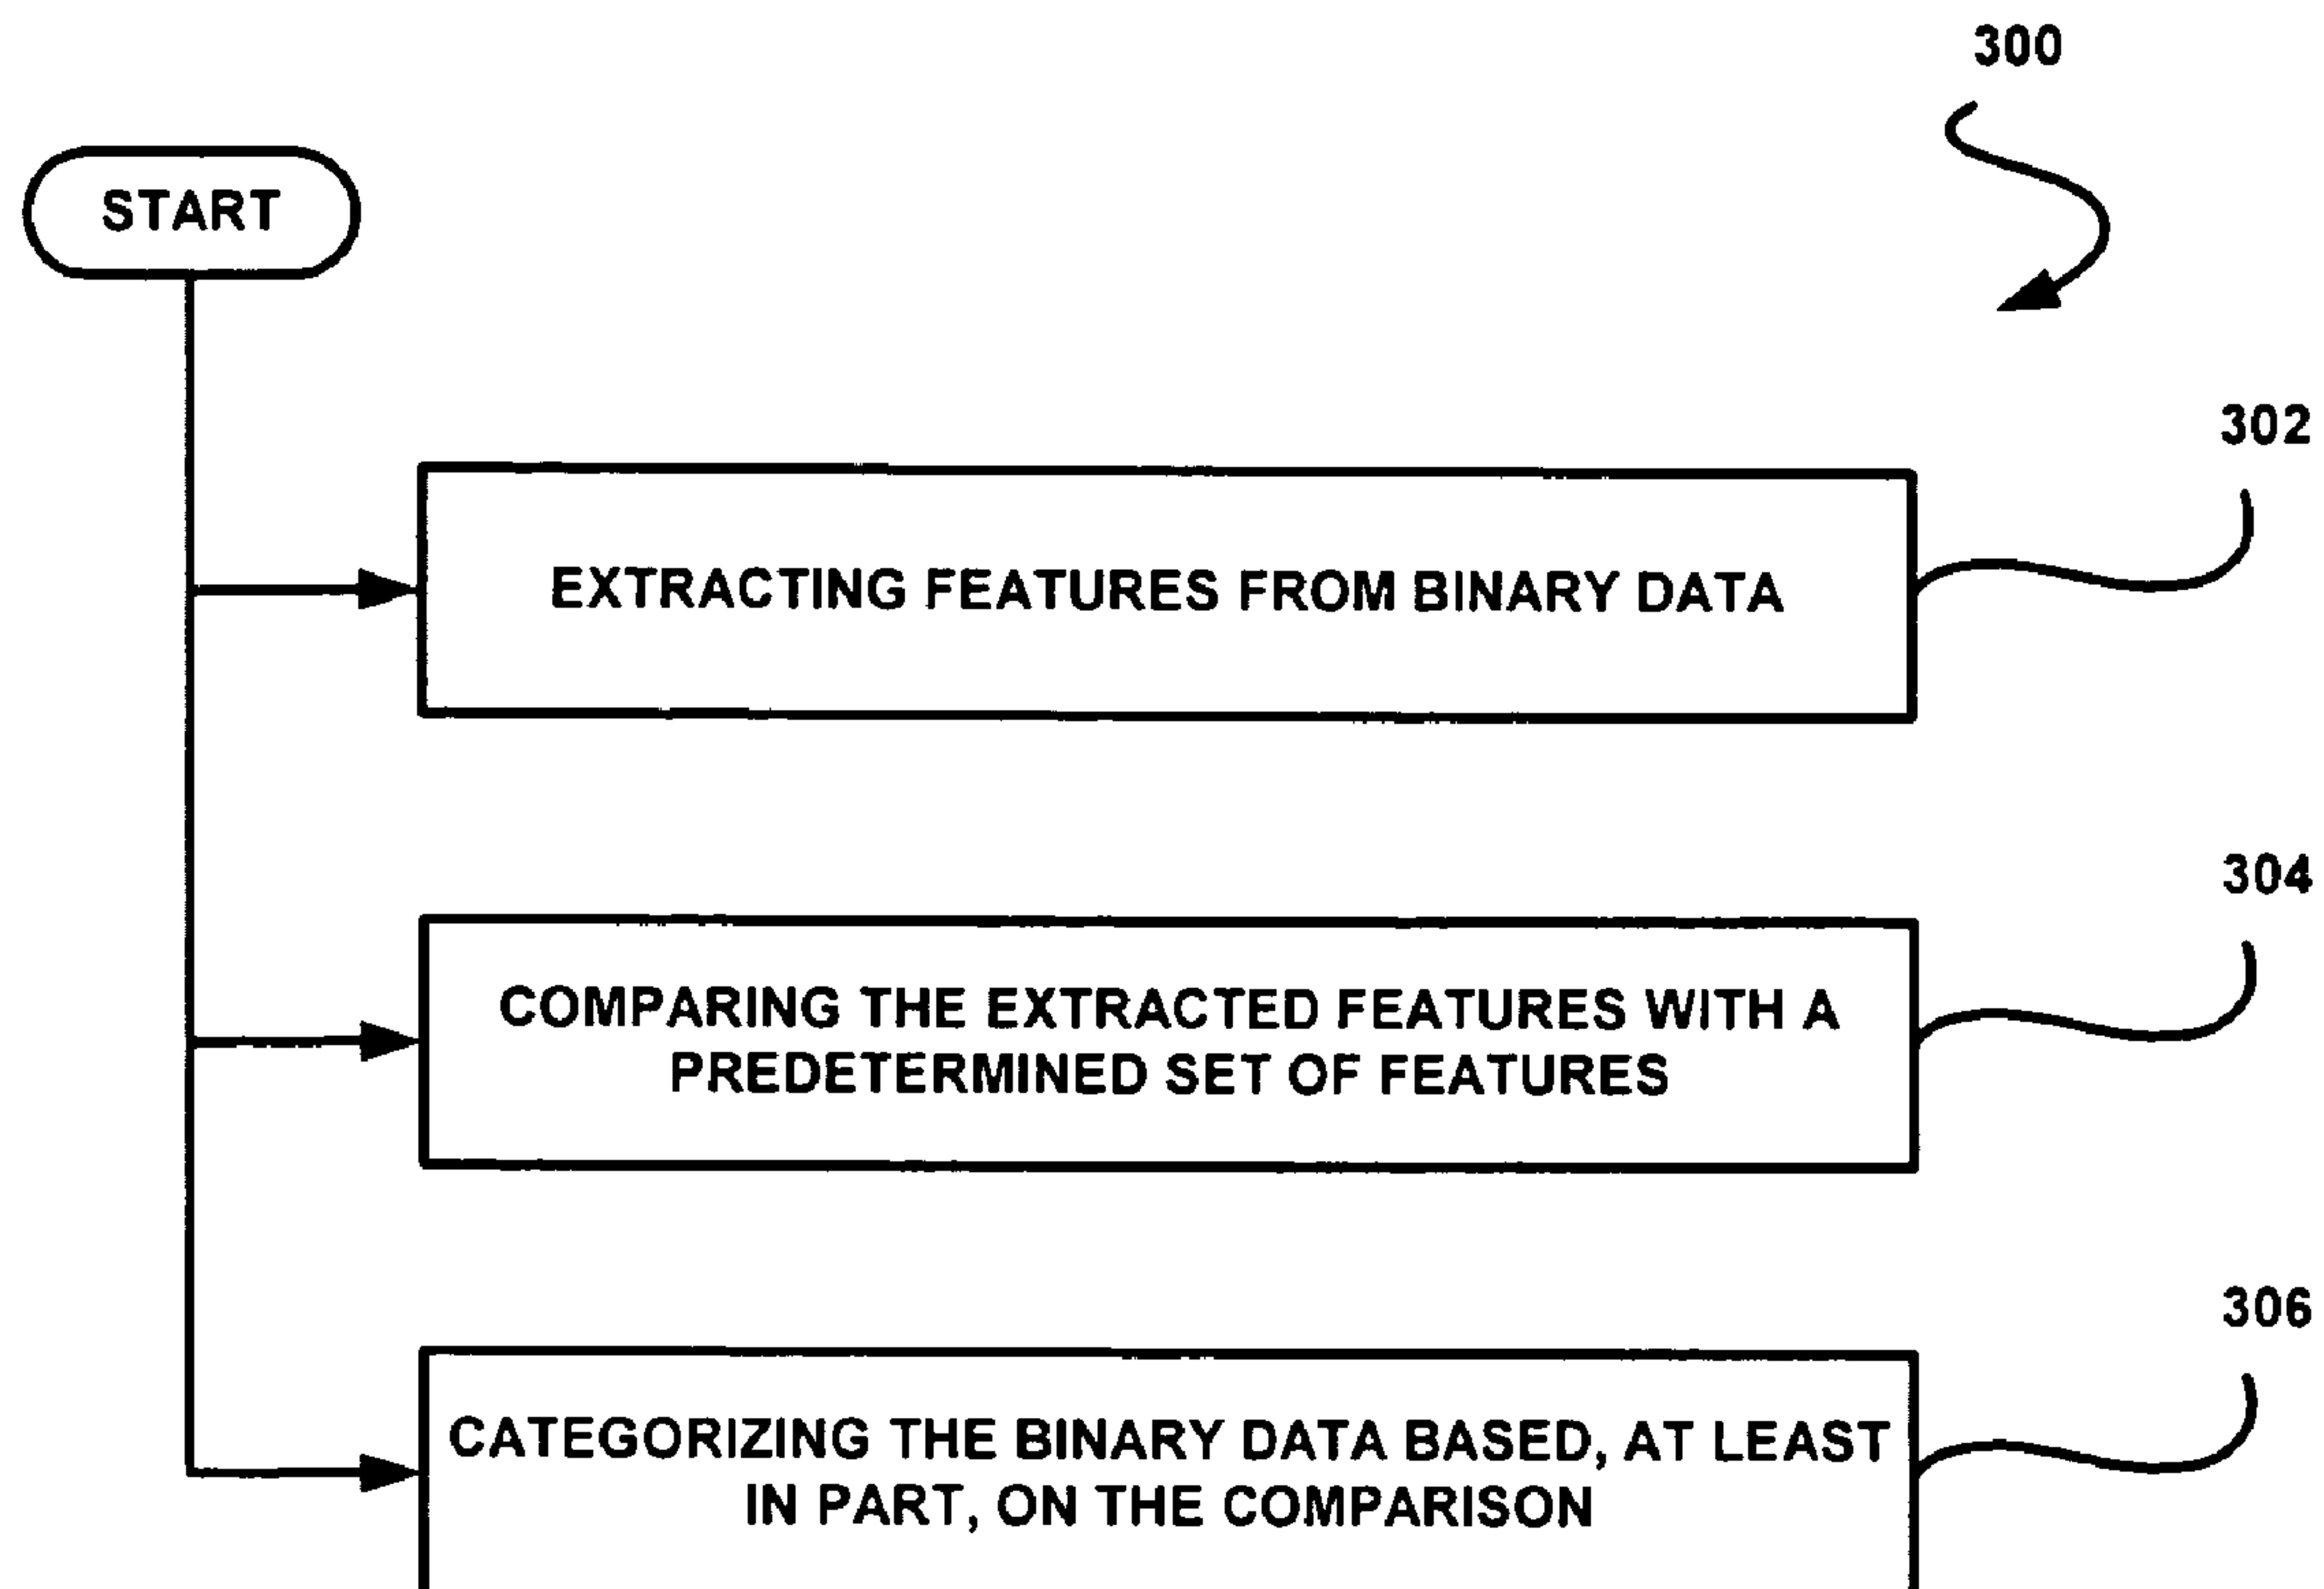 300
START
302
EXTRACTING FEATURES FROM BINARY DATA
304
COMPARING THE EXTRACTED FEATURES WITH A
PREDETERMINED SET OF FEATURES
306
CATEGORIZING THE BINARY DATA BASED, AT LEAST
IN PART, ON THE COMPARISON